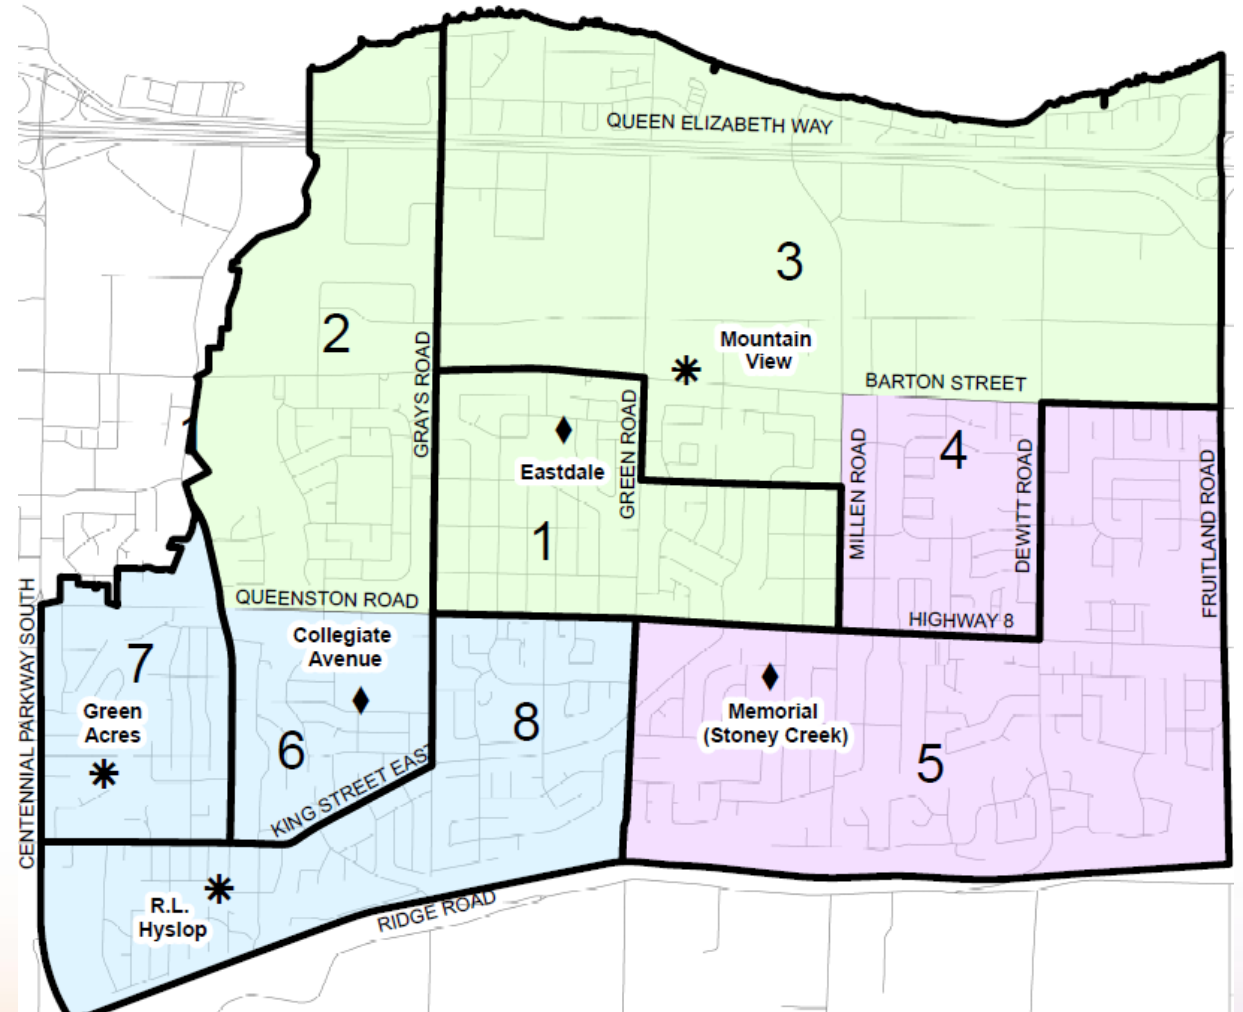 QUEEN ELIZABETH WAY
3
2
Mountain
View
GRAYS ROAD
BARTON STREET
GREEN ROAD
4
MILLEN ROAD
DEWITT ROAD
FRUITLAND ROAD
Eastdale
1
QUEENSTON ROAD
HIGHWAY 8
CENTENNIAL PARKWAY SOUTH
Collegiate
Avenue
7
Green
Acres
6
8
Memorial
(Stoney Creek)
5
KING STREET EAST
R.L.
Hyslop
RIDGE ROAD